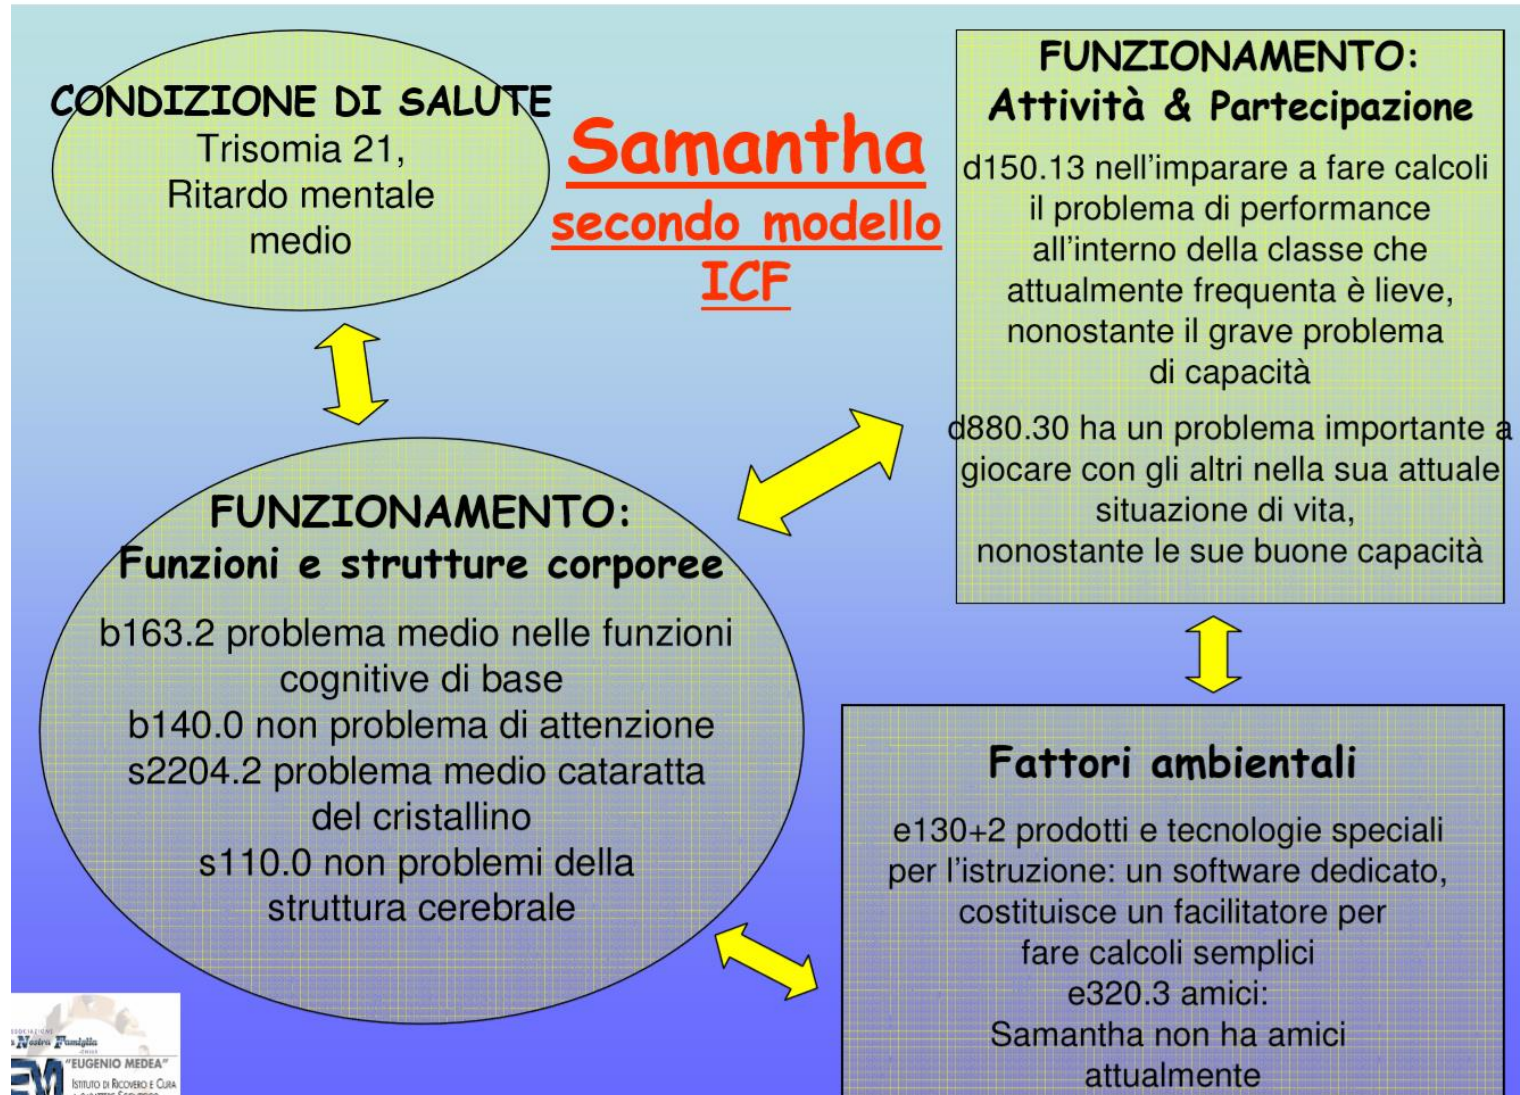 CONDIZIONE DI SALUTE
Trisomia 21,
Ritardo mentale
medio
Samantha
secondo modello
ICF
FUNZIONAMENTO:
Attività & Partecipazione
d150.13 nell'imparare a fare calcoli
il problema di performance
all'interno della classe che
attualmente frequenta è lieve,
nonostante il grave problema
di capacità
d880.30 ha un problema importante a
giocare con gli altri nella sua attuale
situazione di vita,
nonostante le sue buone capacità
FUNZIONAMENTO:
Funzioni e strutture corporee
b163.2 problema medio nelle funzioni
cognitive di base
b140.0 non problema di attenzione
s2204.2 problema medio cataratta
del cristallino
s110.0 non problemi della
struttura cerebrale
Fattori ambientali
e130+2 prodotti e tecnologie speciali
per l'istruzione: un software dedicato,
costituisce un facilitatore per
fare calcoli semplici
e320.3 amici:
Samantha non ha amici
attualmente
Nostra Famiglia
"EUGENIO MEDEA"
ISTITUTO DI RICOVERO E CURA